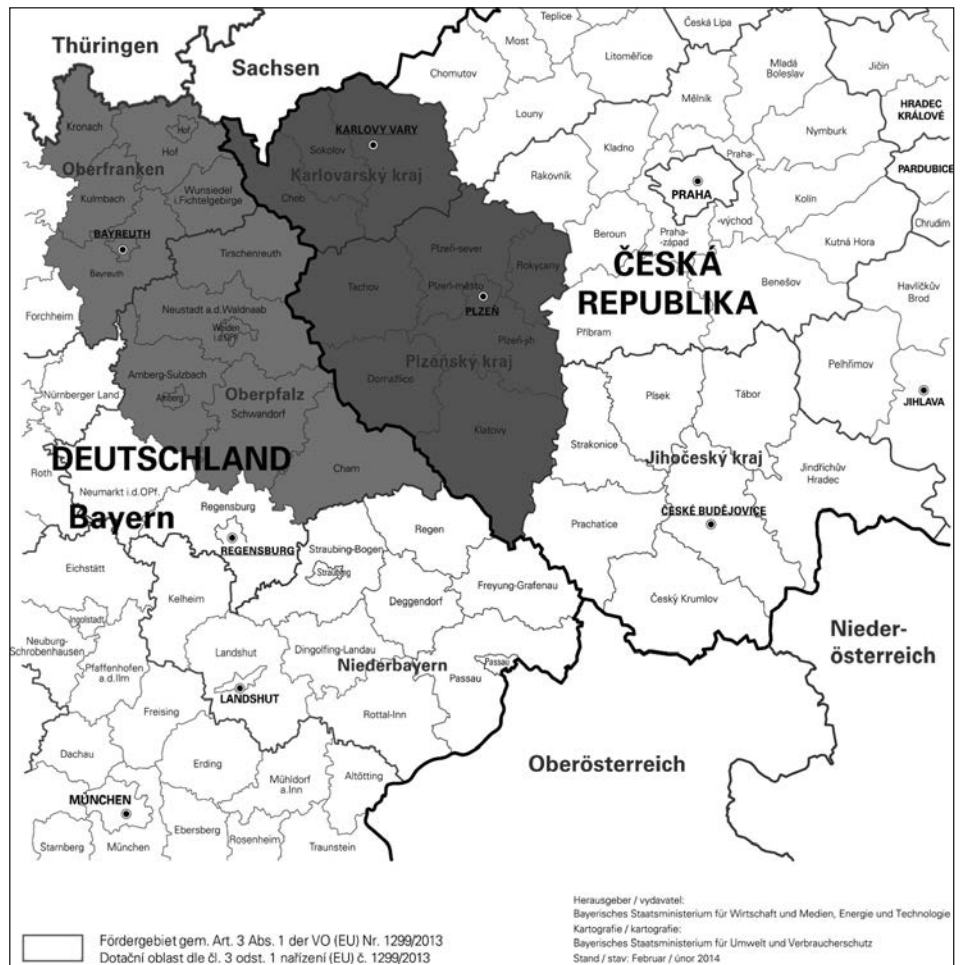 Thüringen
Sachsen
Teplice
Česká Lípa
Most
Litoměřice
Chomutov
Mladá
Boleslav
Jičín
Louny
Mělník
HRADEC
KRÁLOVÉ
Kronach
Hof
Hof
KARLOVY VARY
Sokolov
Nymburk
Kladno
Praha-
Oberfranken
Karlovarský kraj
Rakovník
PARDUBICE
PRAHA
Kulmbach
Wunsiedel
i.Fichtelgebirge
Cheb
Kolín
-východ
Chrudim
Beroun
Praha-
-západ
BAYREUTH
Tirschenreuth
Plzeň-sever
Kutná Hora
Bayreuth
Rokycany
ČESKÁ
REPUBLIKA
Tachov
Plzeň-město
Benešov
Havlíčkův
Brod
Neustadt a.d.Waldnaab
PLZEŇ
Forchheim
Weiden
i.d.OPf.
Příbram
Plzeň-jih
Plzeňský kraj
Pelhřimov
Amberg-Sulzbach
Domažlice
Nürnberger Land
Amberg
Oberpfalz
Schwandorf
Písek
Tábor
JIHLAVA
Klatovy
Strakonice
Jihočeský kraj
DEUTSCHLAND
Roth
Cham
Jindřichův
Hradec
Neumarkt i.d.OPf.
Bayern
Regensburg
REGENSBURG
Regen
Prachatice
ČESKÉ BUDĚJOVICE
Straubing-Bogen
Straubing
Eichstätt
Kelheim
Freyung-Grafenau
Deggendorf
Český Krumlov
Ingolstadt
Neuburg-
Schrobenhausen
Nieder-
österreich
Landshut
Dingolfing-Landau
Niederbayern
Passau
Passau
Pfaffenhofen
a.d.Ilm
LANDSHUT
Freising
Rottal-Inn
Dachau
Erding
Oberösterreich
Mühldorf
a.Inn
Altötting
MÜNCHEN
Ebersberg
Starnberg
München
Rosenheim
Traunstein
Fördergebiet gem. Art. 3 Abs. 1 der VO (EU) Nr. 1299/2013
Dotační oblast dle čl. 3 odst. 1 nařízení (EU) č. 1299/2013
Herausgeber / vydavatel:
Bayerisches Staatsministerium für Wirtschaft und Medien, Energie und Technologie
Kartografie / kartografie:
Bayerisches Staatsministerium für Umwelt und Verbraucherschutz
Stand / stav: Februar / únor 2014